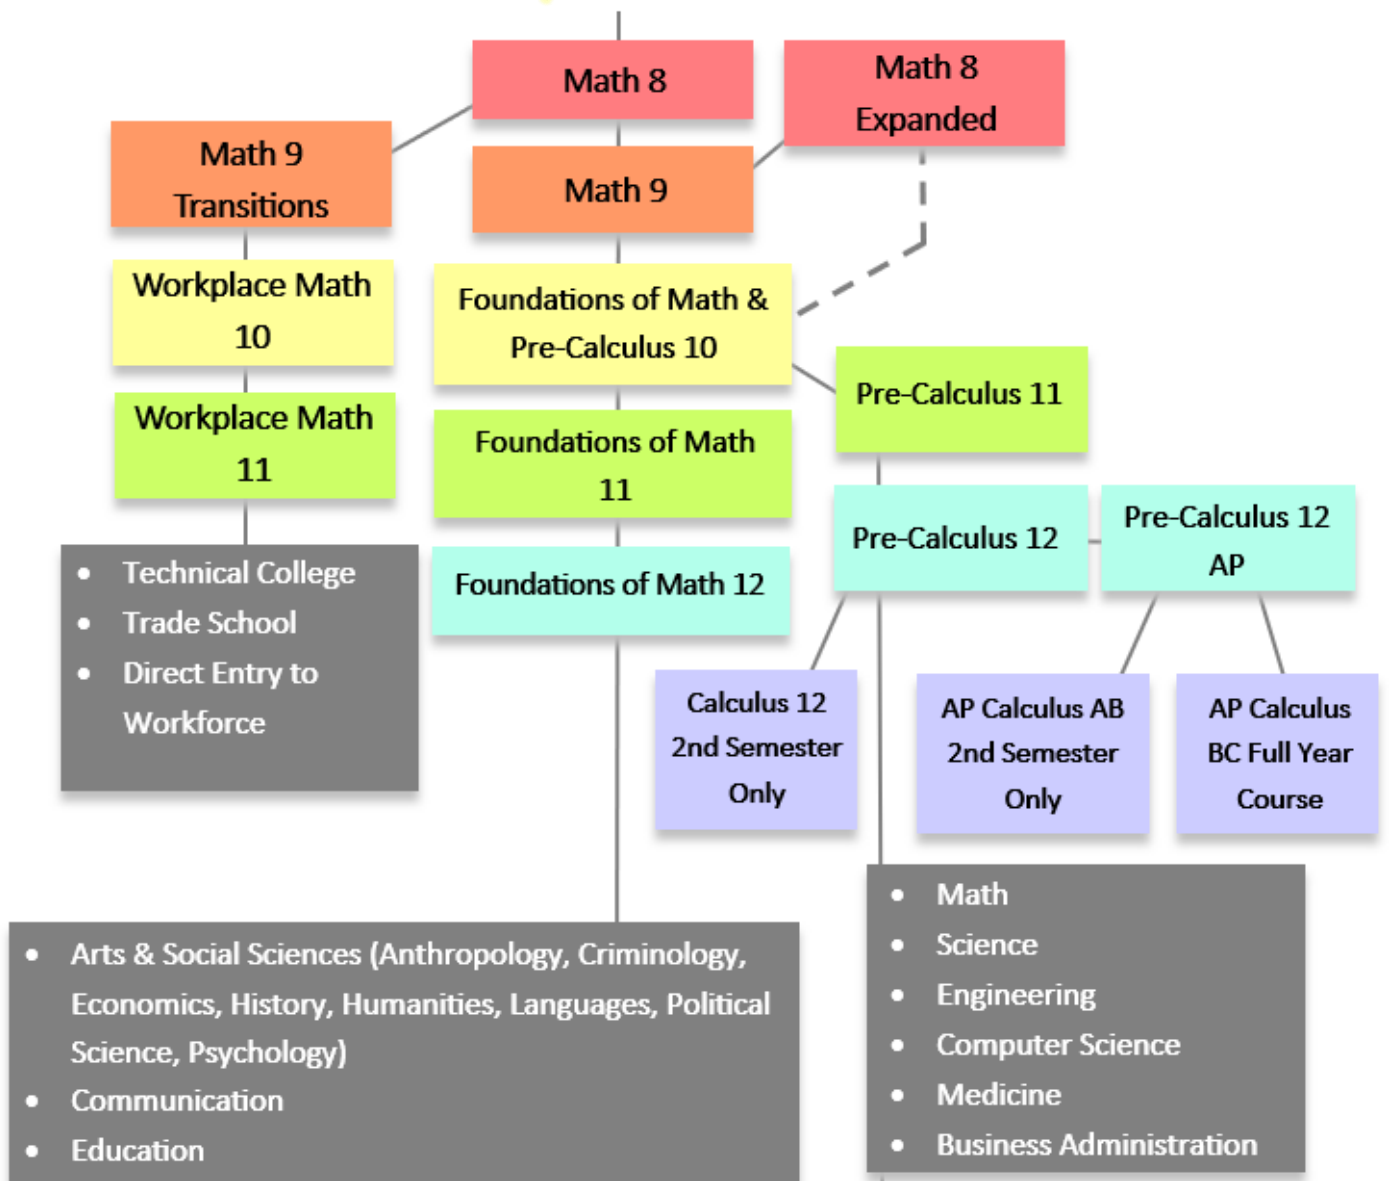 Math 8
Math 8
Expanded
Math 9
Transitions
Math 9
Workplace Math
10
Foundations of Math &
Pre-Calculus 10
Pre-Calculus 11
Workplace Math
11
Foundations of Math
11
Pre-Calculus 12
Pre-Calculus 12
AP
• Technical College
• Trade School
• Direct Entry to
Workforce
Foundations of Math 12
Calculus 12
2nd Semester
Only
AP Calculus AB
2nd Semester
Only
AP Calculus
BC Full Year
Course
• Arts & Social Sciences (Anthropology, Criminology,
Economics, History, Humanities, Languages, Political
Science, Psychology)
• Communication
• Education
• Math
• Science
• Engineering
• Computer Science
• Medicine
• Business Administration